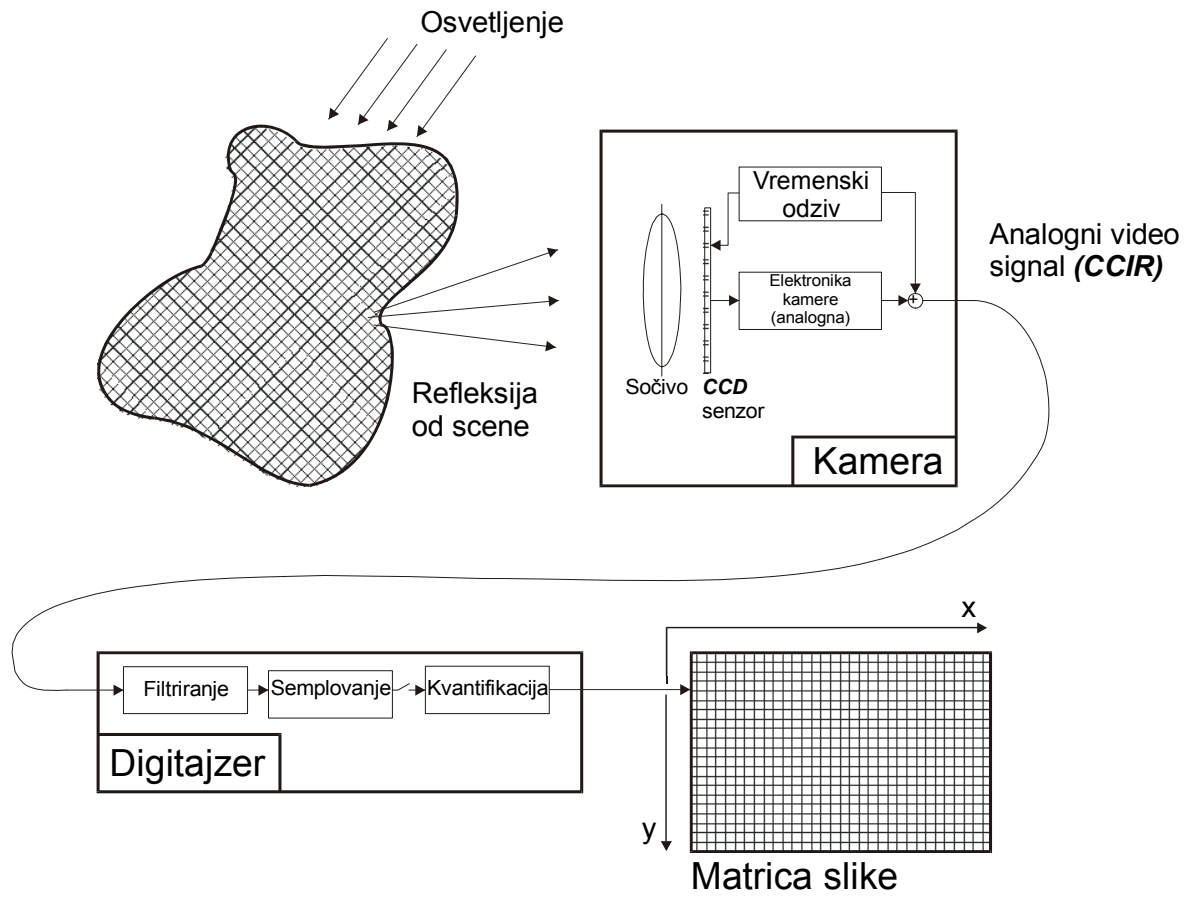 Osvetljenje
Vremenski
odziv
Analogni video
signal (CCIR)
Elektronika
kamere
(analogna)
+
Sočivo
CCD
senzor
Refleksija
od scene
Kamera
x
Filtriranje
Semplovanje
Kvantifikacija
Digitajzer
y
Matrica slike